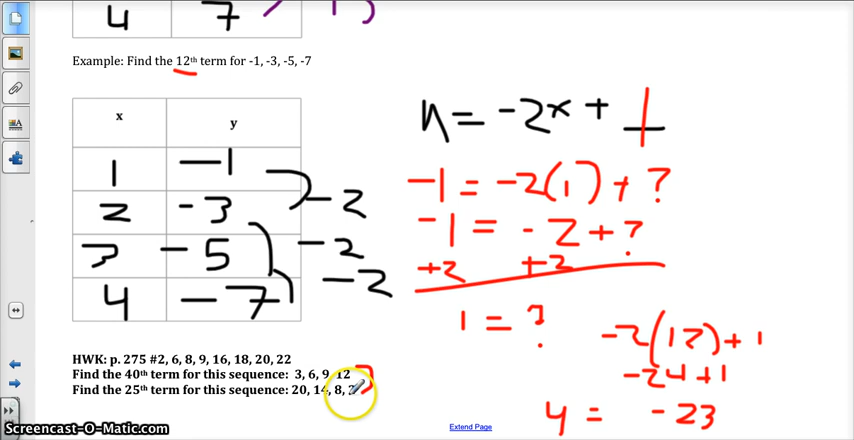 4 7
Example: Find the 12th term for -1, -3, -5, -7
x y
1 -1
2 -3
3 -5
4 -7
-2
-2
-2
n = -2x + 1
-1 = -2(1) + ?
-1 = -2 + ?
+2 +2
1 = ?
-2(12) + 1
-24 + 1
y = -23
HWK: p. 275 #2, 6, 8, 9, 16, 18, 20, 22
Find the 40th term for this sequence: 3, 6, 9, 12
Find the 25th term for this sequence: 20, 14, 8,
Extend Page
Screencast-O-Matic.com